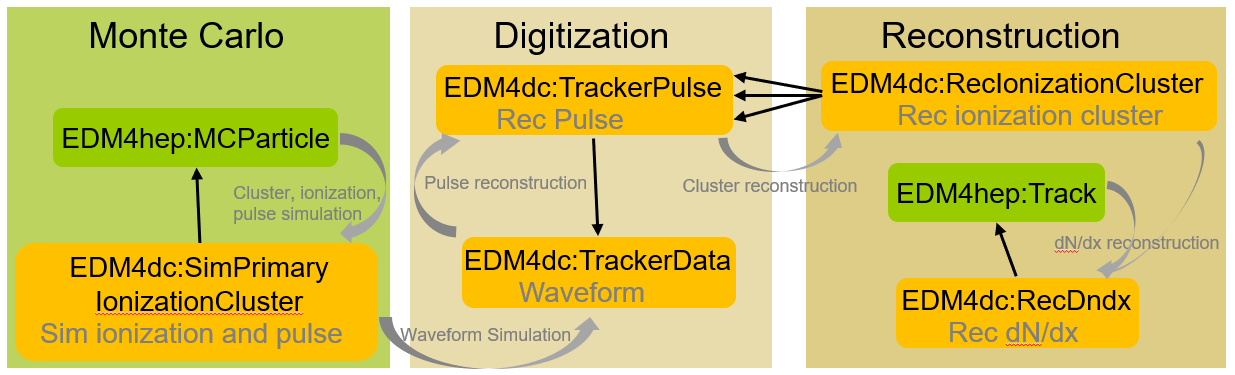 Monte Carlo
EDM4hep:MCParticle
Cluster, ionization,
pulse simulation
EDM4dc:SimPrimary
IonizationCluster
Sim ionization and pulse
Waveform Simulation
Digitization
EDM4dc:TrackerPulse
Rec Pulse
Pulse reconstruction
EDM4dc:TrackerData
Waveform
Cluster reconstruction
Reconstruction
EDM4dc:RecIonizationCluster
Rec ionization cluster
EDM4hep:Track
dN/dx reconstruction
EDM4dc:RecDndx
Rec dN/dx